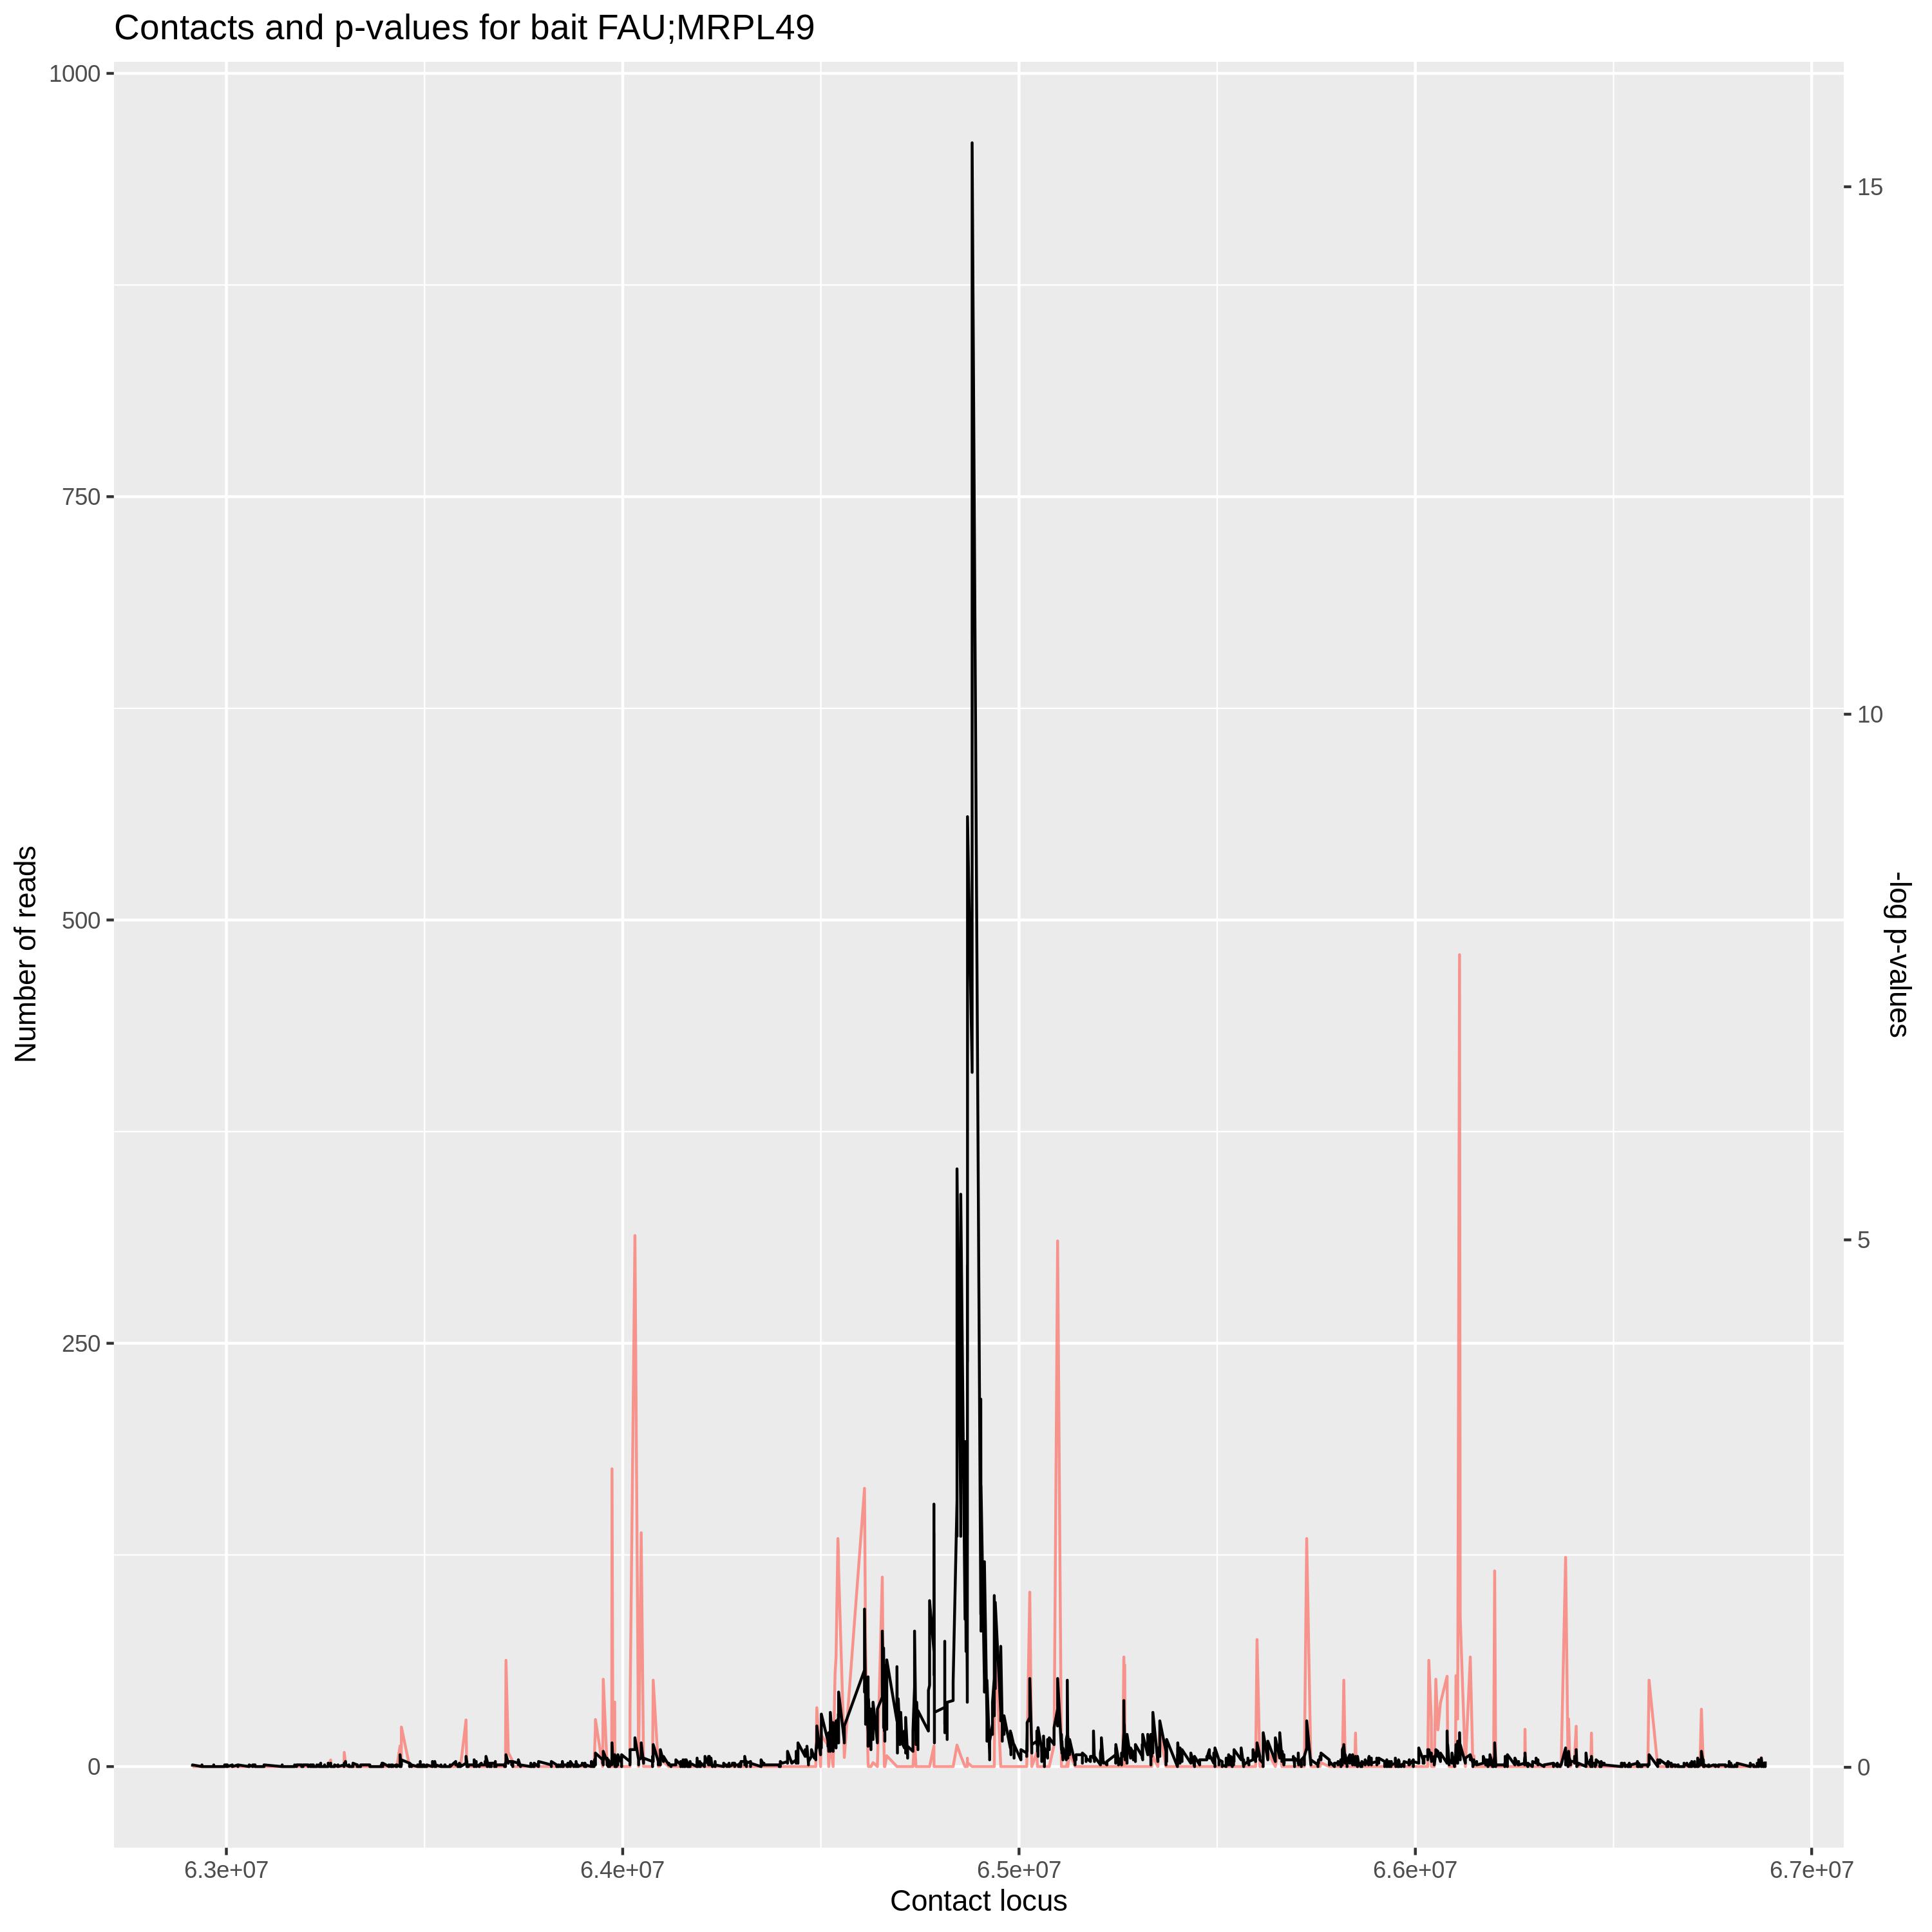 Contacts and p-values for bait FAU;MRPL49
1000
750
500
250
0
Number of reads
15
10
5
0
-log p-values
6.3e+07
6.4e+07
6.5e+07
6.6e+07
6.7e+07
Contact locus